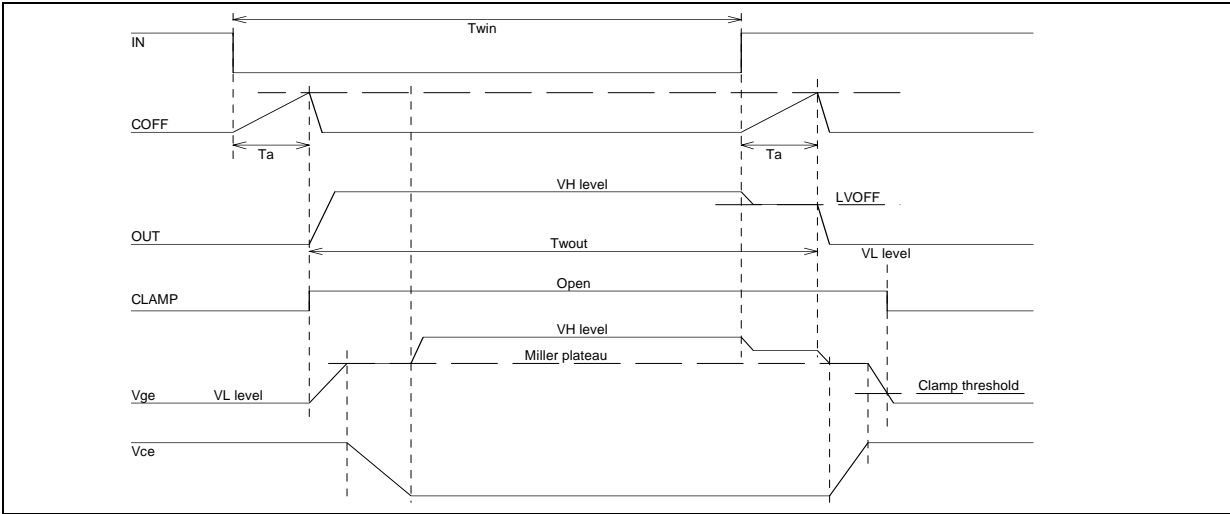 Twin
IN
COFF
Ta
Ta
VH level
LVOFF
OUT
Twout
VL level
Open
CLAMP
VH level
Miller plateau
Clamp threshold
Vge
VL level
Vce